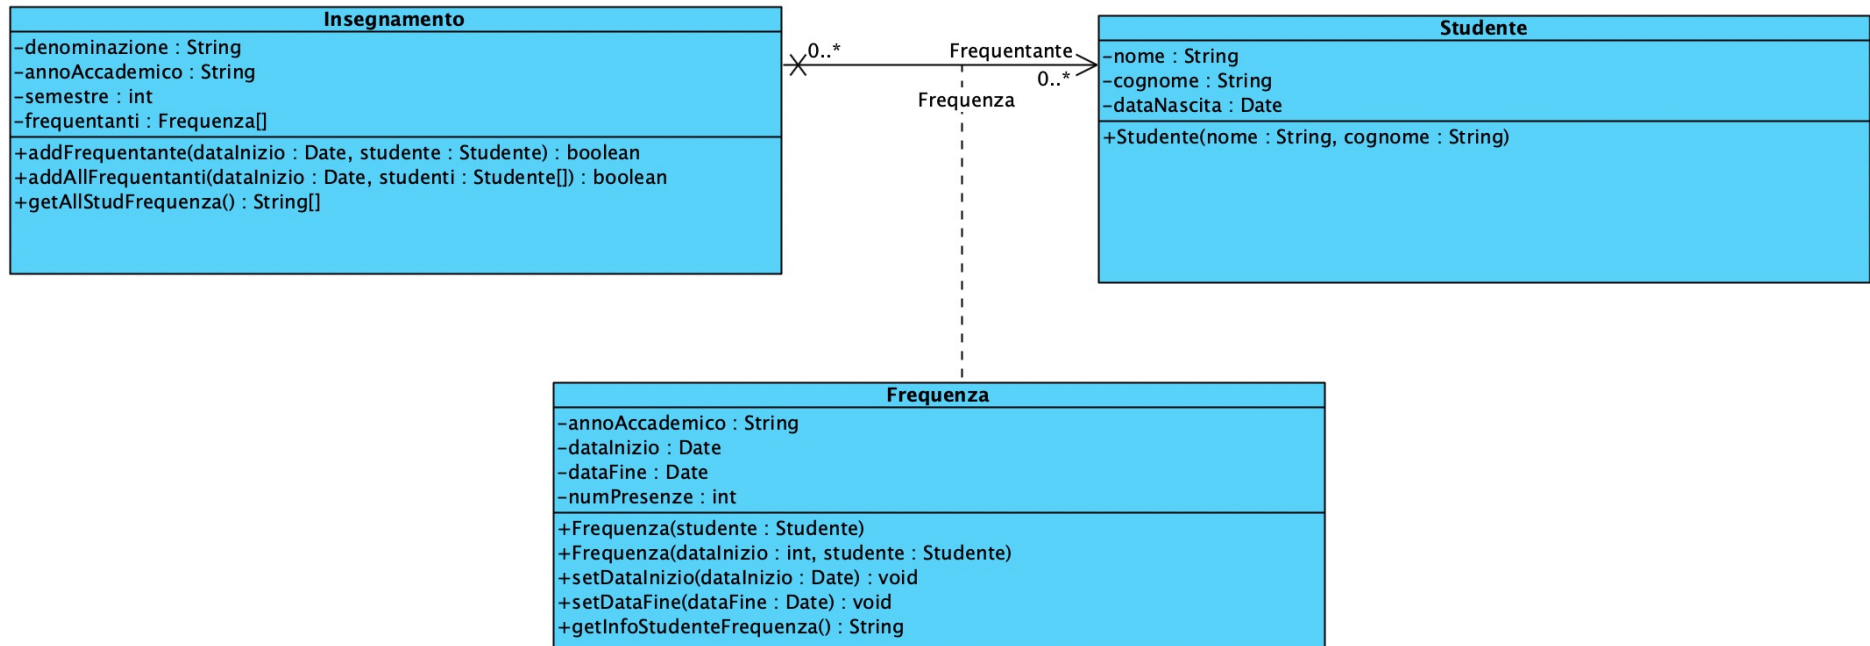 Insegnamento
-denominazione : String
-annoAccademico : String
-semestre : int
-frequentanti : Frequenza[]
+addFrequentante(dataInizio : Date, studente : Studente) : boolean
+addAllFrequentanti(dataInizio : Date, studenti : Studente[]) : boolean
+getAllStudFrequenza() : String[]
0..*
Frequentante
0..*
Frequenza
Studente
-nome : String
-cognome : String
-dataNascita : Date
+Studente(nome : String, cognome : String)
Frequenza
-annoAccademico : String
-dataInizio : Date
-dataFine : Date
-numPresenze : int
+Frequenza(studente : Studente)
+Frequenza(dataInizio : int, studente : Studente)
+setDataInizio(dataInizio : Date) : void
+setDataFine(dataFine : Date) : void
+getInfoStudenteFrequenza() : String